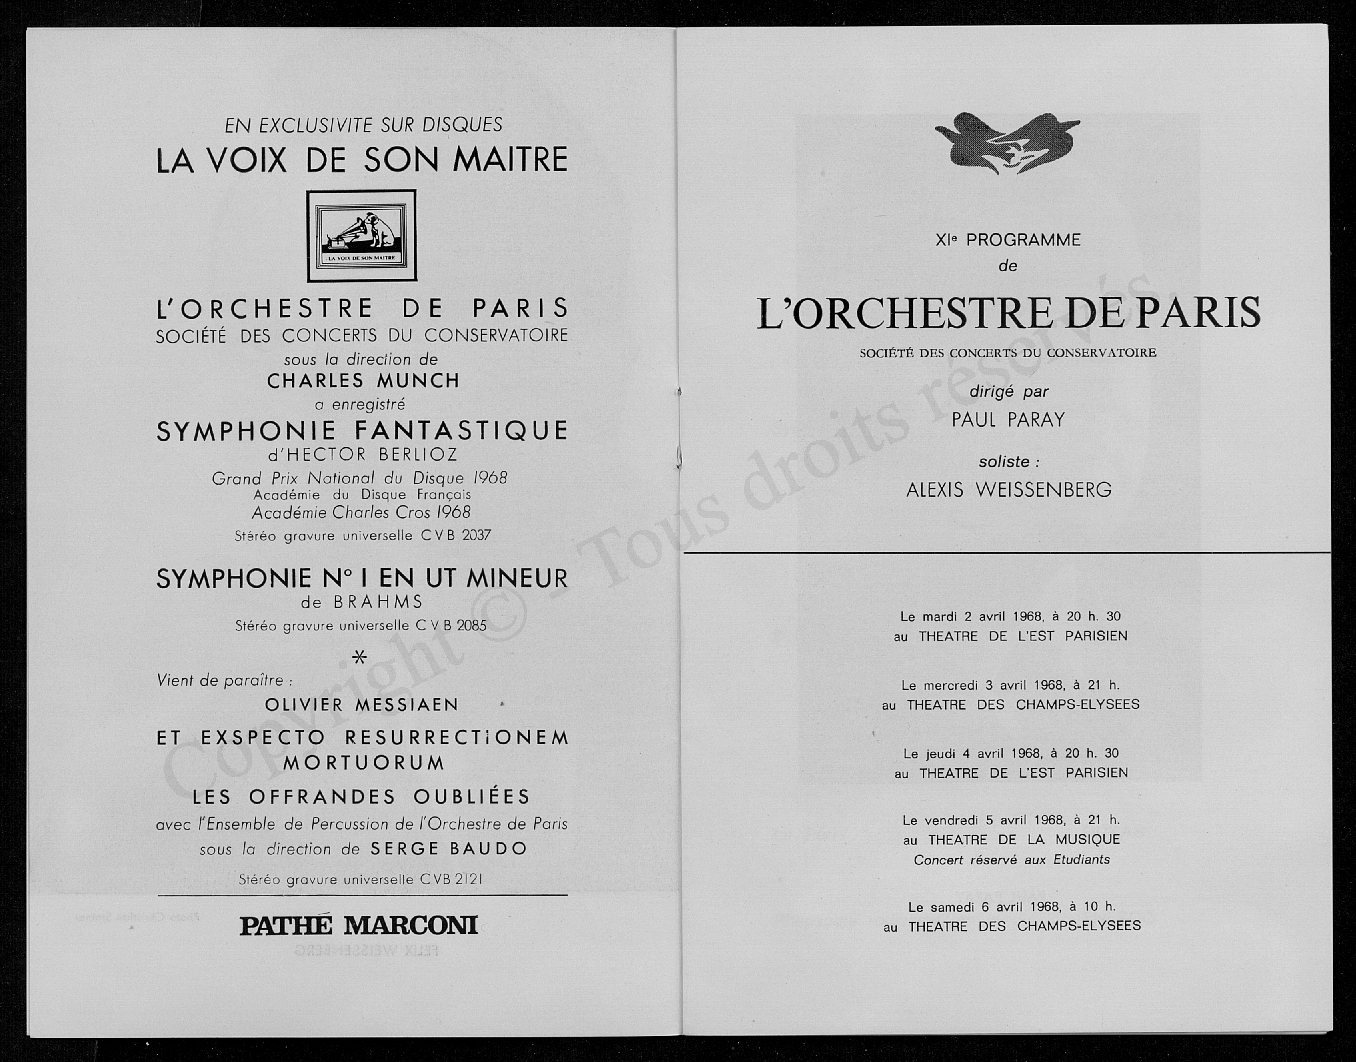 EN EXCLUSIVITE SUR DISQUES
LA VOIX DE SON MAITRE
LA VOIX DE SON MAITRE
L'ORCHESTRE DE PARIS
SOCIÉTÉ DES CONCERTS DU CONSERVATOIRE
sous la direction de
CHARLES MUNCH
a enregistré
SYMPHONIE FANTASTIQUE
d'HECTOR BERLIOZ
Grand Prix National du Disque 1968
Académie du Disque Français
Académie Charles Cros 1968
Stéréo gravure universelle CVB 2037
SYMPHONIE N° 1 EN UT MINEUR
de BRAHMS
Stéréo gravure universelle CVB 2085
*
Vient de paraître :
OLIVIER MESSIAEN
ET EXSPECTO RESURRECTiONEM
MORTUORUM
LES OFFRANDES OUBLIÉES
avec l'Ensemble de Percussion de l'Orchestre de Paris
sous la direction de SERGE BAUDO
Stéréo gravure universelle CVB 2121
PATHÉ MARCONI
FELIX WEISSENBERG
XIe PROGRAMME
de
L'ORCHESTRE DE PARIS
SOCIÉTÉ DES CONCERTS DU CONSERVATOIRE
dirigé par
PAUL PARAY
soliste :
ALEXIS WEISSENBERG
Le mardi 2 avril 1968, à 20 h. 30
au THEATRE DE L'EST PARISIEN
Le mercredi 3 avril 1968, à 21 h.
au THEATRE DES CHAMPS-ELYSEES
Le jeudi 4 avril 1968, à 20 h. 30
au THEATRE DE L'EST PARISIEN
Le vendredi 5 avril 1968, à 21 h.
au THEATRE DE LA MUSIQUE
Concert réservé aux Etudiants
Le samedi 6 avril 1968, à 10 h.
au THEATRE DES CHAMPS-ELYSEES
Copyright © - Tous droits réservés.